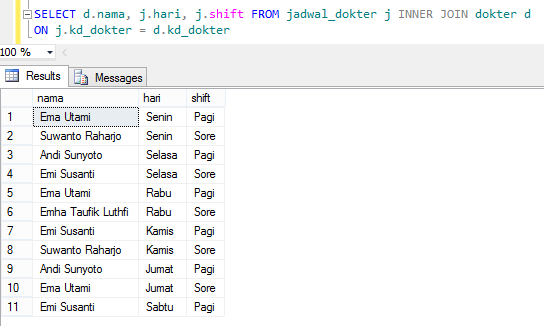 SELECT d.nama, j.hari, j.shift FROM jadwal_dokter j INNER JOIN dokter d
ON j.kd_dokter = d.kd_dokter
100 %
Results Messages
nama hari shift
1 Ema Utami Senin Pagi
2 Suwanto Raharjo Senin Sore
3 Andi Sunyoto Selasa Pagi
4 Emi Susanti Selasa Sore
5 Ema Utami Rabu Pagi
6 Emha Taufik Luthfi Rabu Sore
7 Emi Susanti Kamis Pagi
8 Suwanto Raharjo Kamis Sore
9 Andi Sunyoto Jumat Pagi
10 Ema Utami Jumat Sore
11 Emi Susanti Sabtu Pagi